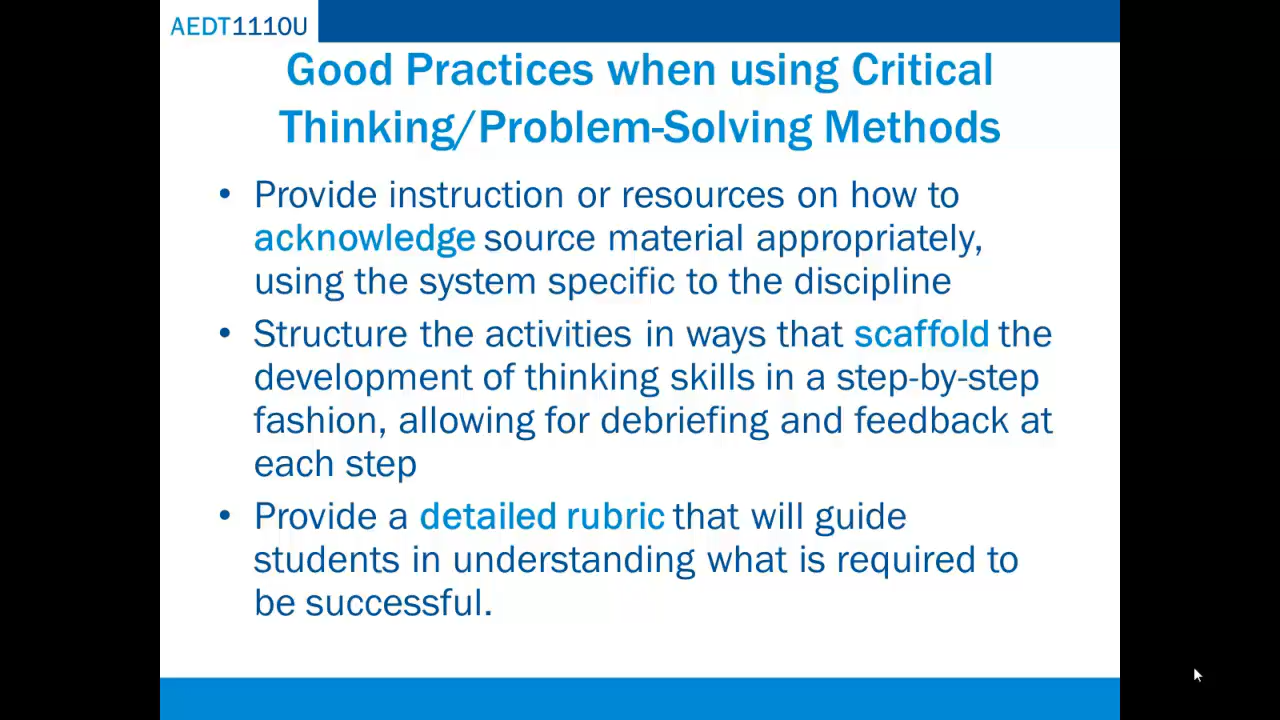 AEDT1110U
Good Practices when using Critical
Thinking/Problem-Solving Methods
• Provide instruction or resources on how to
acknowledge source material appropriately,
using the system specific to the discipline
• Structure the activities in ways that scaffold the
development of thinking skills in a step-by-step
fashion, allowing for debriefing and feedback at
each step
• Provide a detailed rubric that will guide
students in understanding what is required to
be successful.